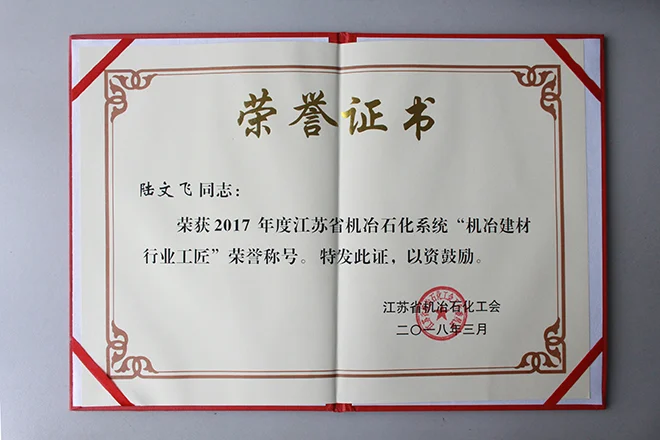 荣誉证书
陆文飞同志：
荣获2017 年度江苏省机冶石化系统“机冶建材
行业工匠”荣誉称号。特发此证，以资鼓励。
江苏省机冶石化工会
二〇一八年三月